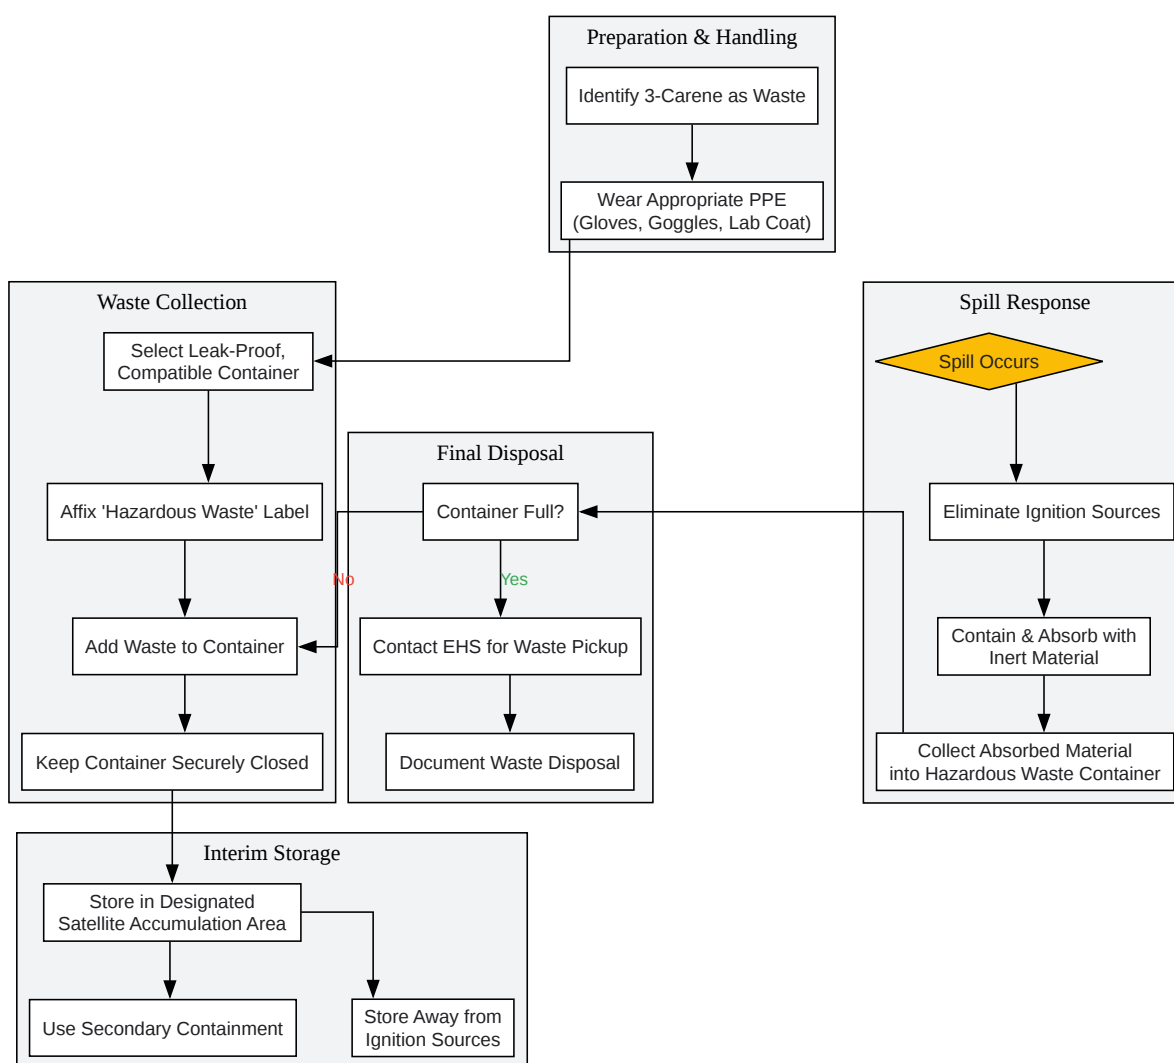 Preparation & Handling
Identify 3-Carene as Waste
Wear Appropriate PPE
(Gloves, Goggles, Lab Coat)
Waste Collection
Select Leak-Proof,
Compatible Container
Affix 'Hazardous Waste' Label
Add Waste to Container
Keep Container Securely Closed
Final Disposal
Container Full?
No
Yes
Contact EHS for Waste Pickup
Document Waste Disposal
Spill Response
Spill Occurs
Eliminate Ignition Sources
Contain & Absorb with
Inert Material
Collect Absorbed Material
into Hazardous Waste Container
Interim Storage
Store in Designated
Satellite Accumulation Area
Use Secondary Containment
Store Away from
Ignition Sources